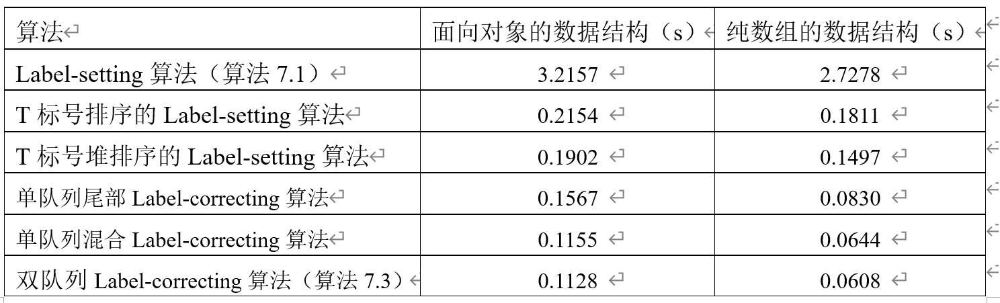 算法 面向对象的数据结构（s） 纯数组的数据结构（s）
Label-setting 算法（算法 7.1） 3.2157 2.7278
T 标号排序的 Label-setting 算法 0.2154 0.1811
T 标号堆排序的 Label-setting 算法 0.1902 0.1497
单队列尾部 Label-correcting 算法 0.1567 0.0830
单队列混合 Label-correcting 算法 0.1155 0.0644
双队列 Label-correcting 算法（算法 7.3） 0.1128 0.0608